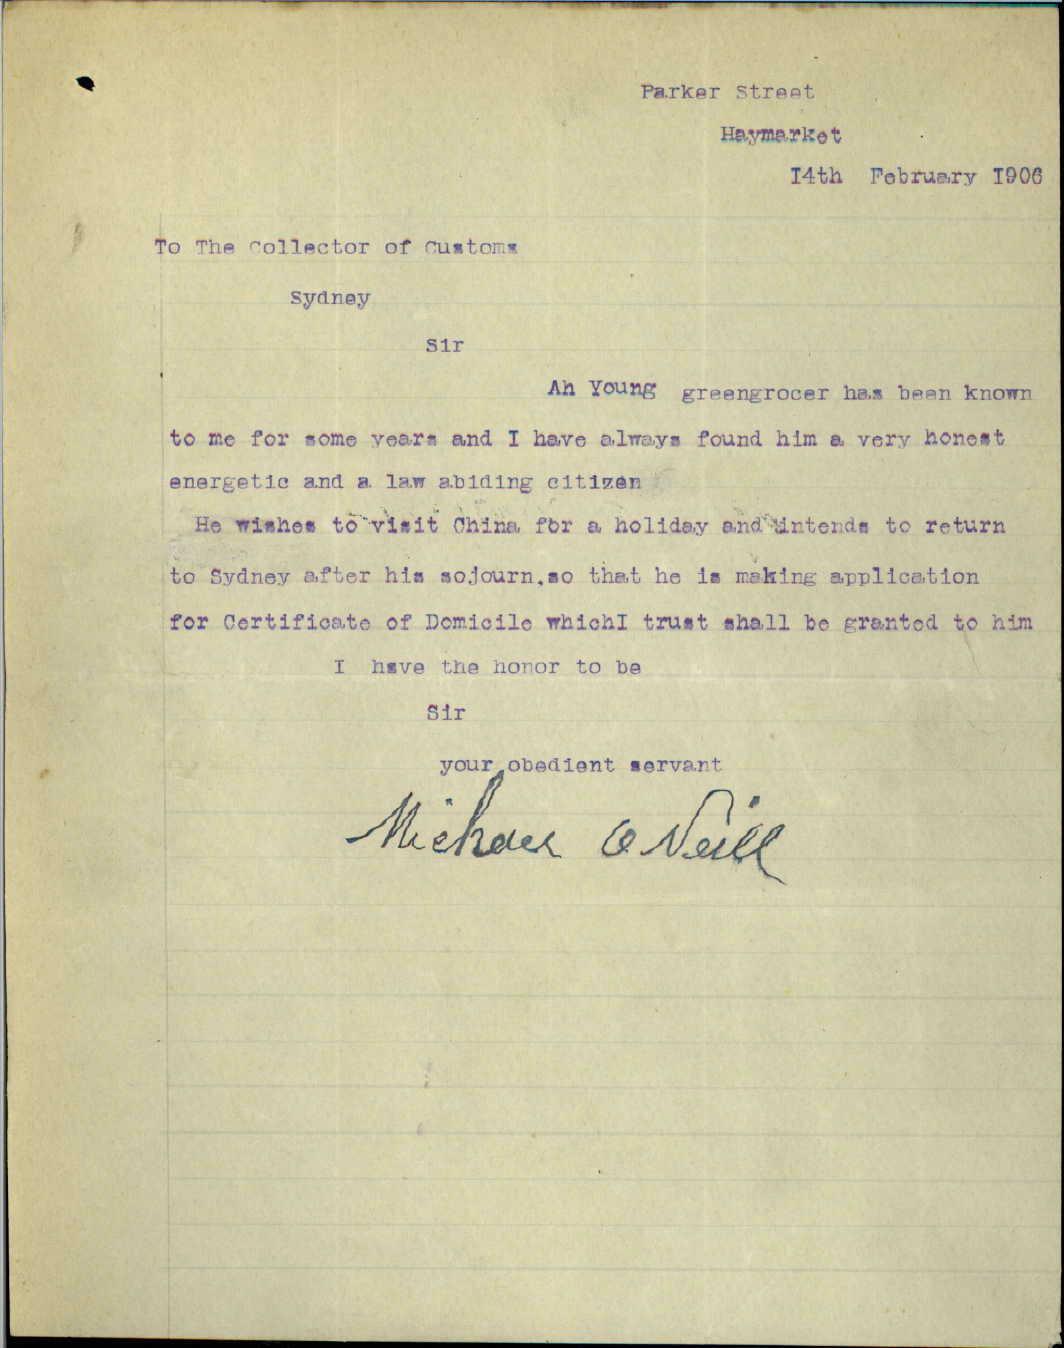 Parker Street
Haymarket
I4th February I906
To The Collector of Customs
Sydney
Sir
Ah Young greengrocer has been known
to me for some years and I have always found him a very honest
energetic and a law abiding citizen
He wishes to visit China for a holiday and intends to return
to Sydney after his sojourn,so that he is making application
for Certificate of Domicile whichI trust shall be granted to him
I have the honor to be
Sir
your obedient servant
Michael O Neill